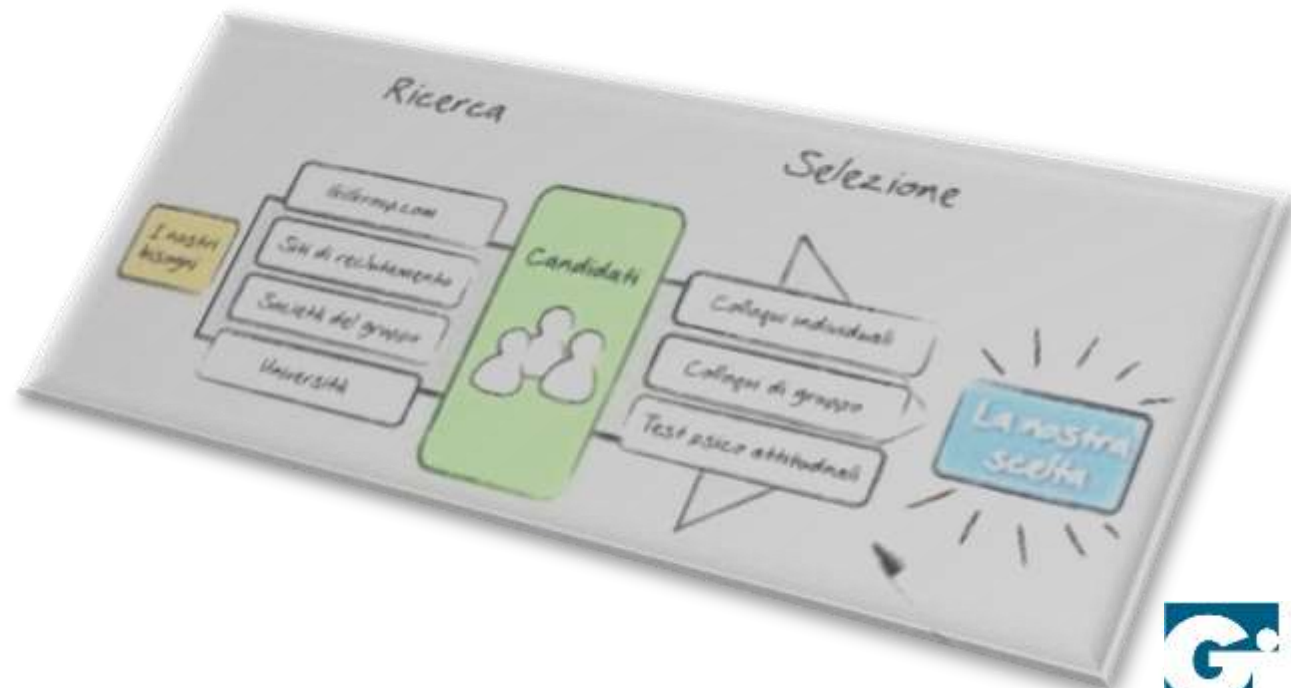 Ricerca
Selezione
I nostri
bisogni
Siti di reclutamento
Società del gruppo
Università
Candidati
Colloqui individuali
Colloqui di gruppo
Test psico attitudinali
La nostra
scelta
Gi